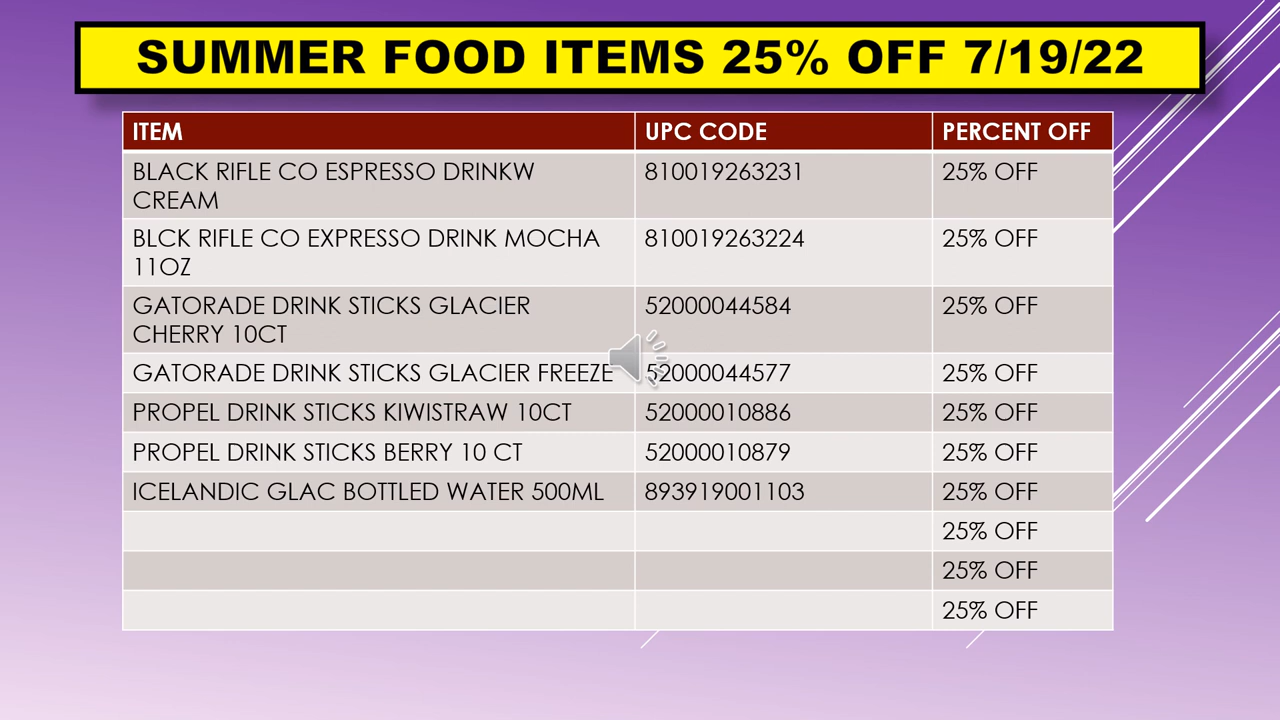 SUMMER FOOD ITEMS 25% OFF 7/19/22
ITEM UPC CODE PERCENT OFF
BLACK RIFLE CO ESPRESSO DRINKW 810019263231 25% OFF
CREAM
BLCK RIFLE CO EXPRESSO DRINK MOCHA 810019263224 25% OFF
11OZ
GATORADE DRINK STICKS GLACIER 52000044584 25% OFF
CHERRY 10CT
GATORADE DRINK STICKS GLACIER FREEZE 52000044577 25% OFF
PROPEL DRINK STICKS KIWISTRAW 10CT 52000010886 25% OFF
PROPEL DRINK STICKS BERRY 10 CT 52000010879 25% OFF
ICELANDIC GLAC BOTTLED WATER 500ML 893919001103 25% OFF
25% OFF
25% OFF
25% OFF